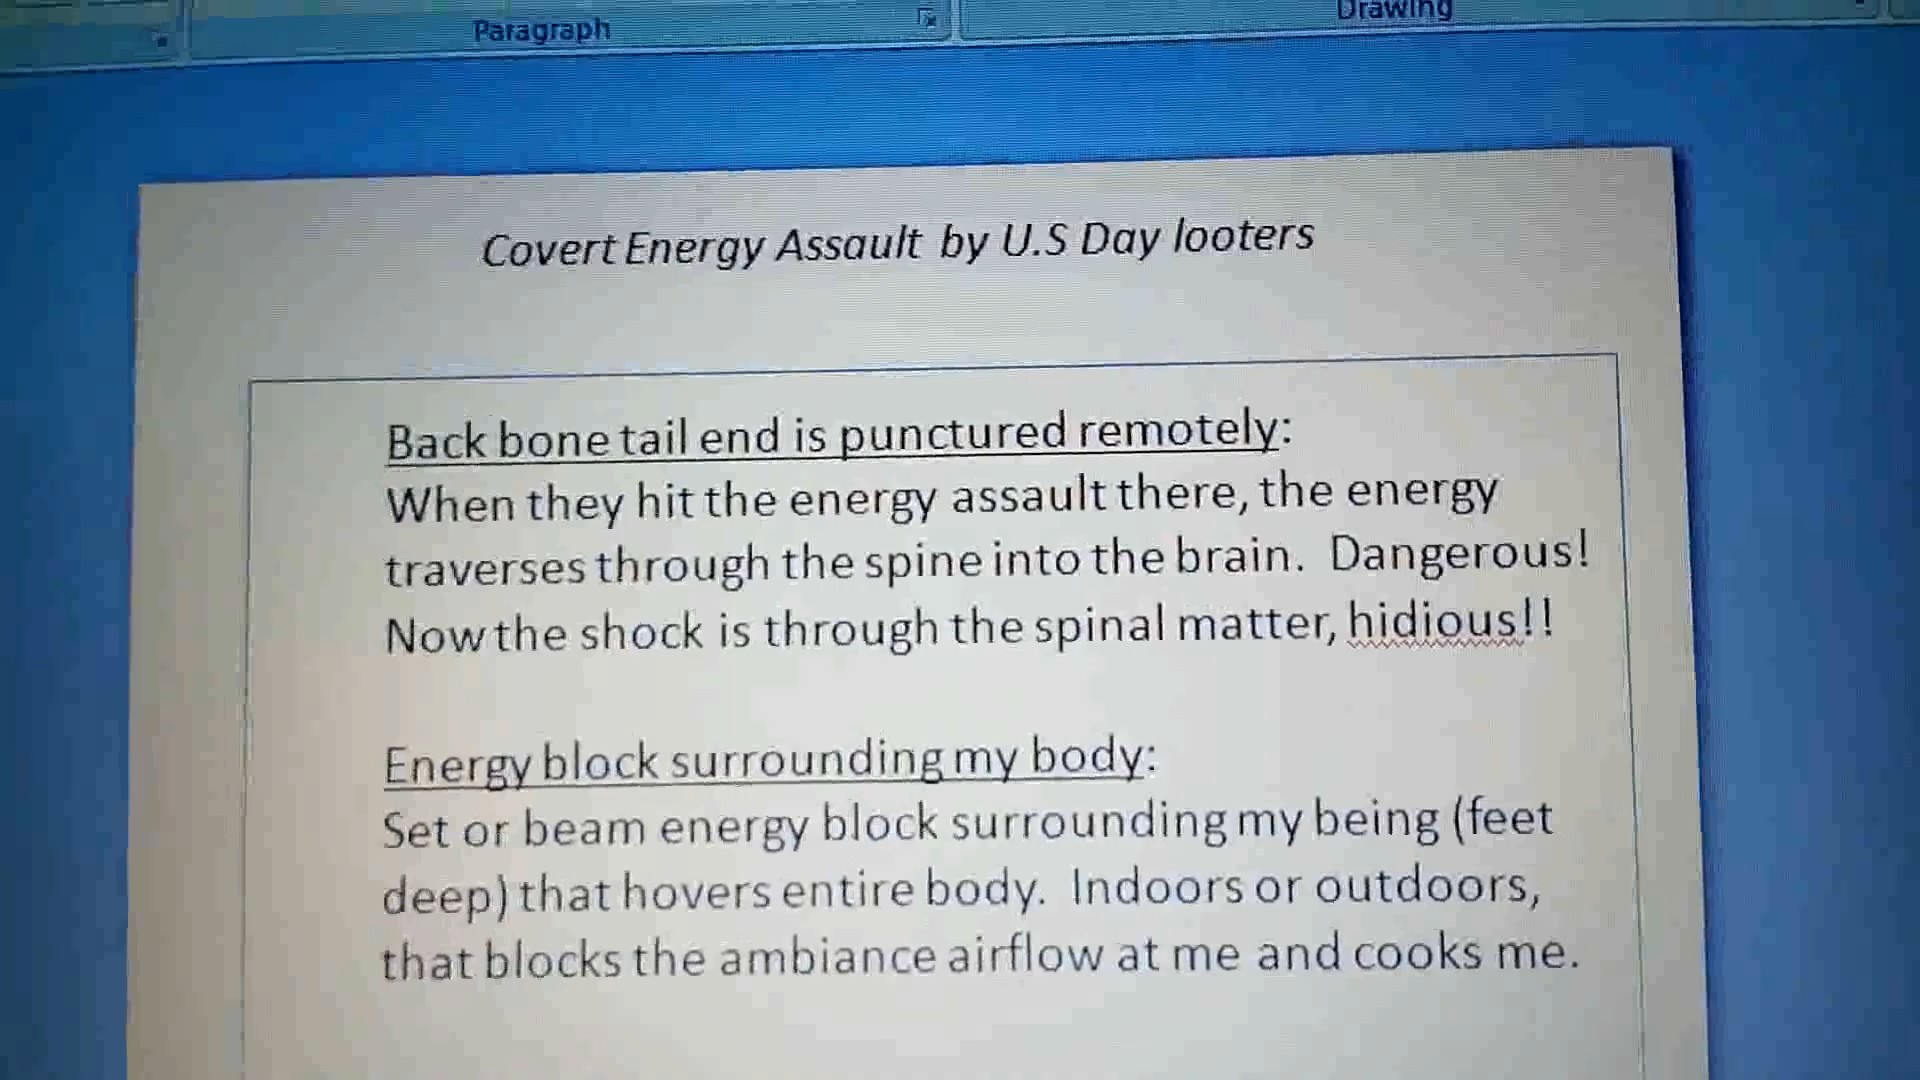 Paragraph
Drawing
Covert Energy Assault by U.S Day looters
Back bone tail end is punctured remotely:
When they hit the energy assault there, the energy
traverses through the spine into the brain. Dangerous!
Now the shock is through the spinal matter, hidious!!
Energy block surrounding my body:
Set or beam energy block surrounding my being (feet
deep) that hovers entire body. Indoors or outdoors,
that blocks the ambiance airflow at me and cooks me.